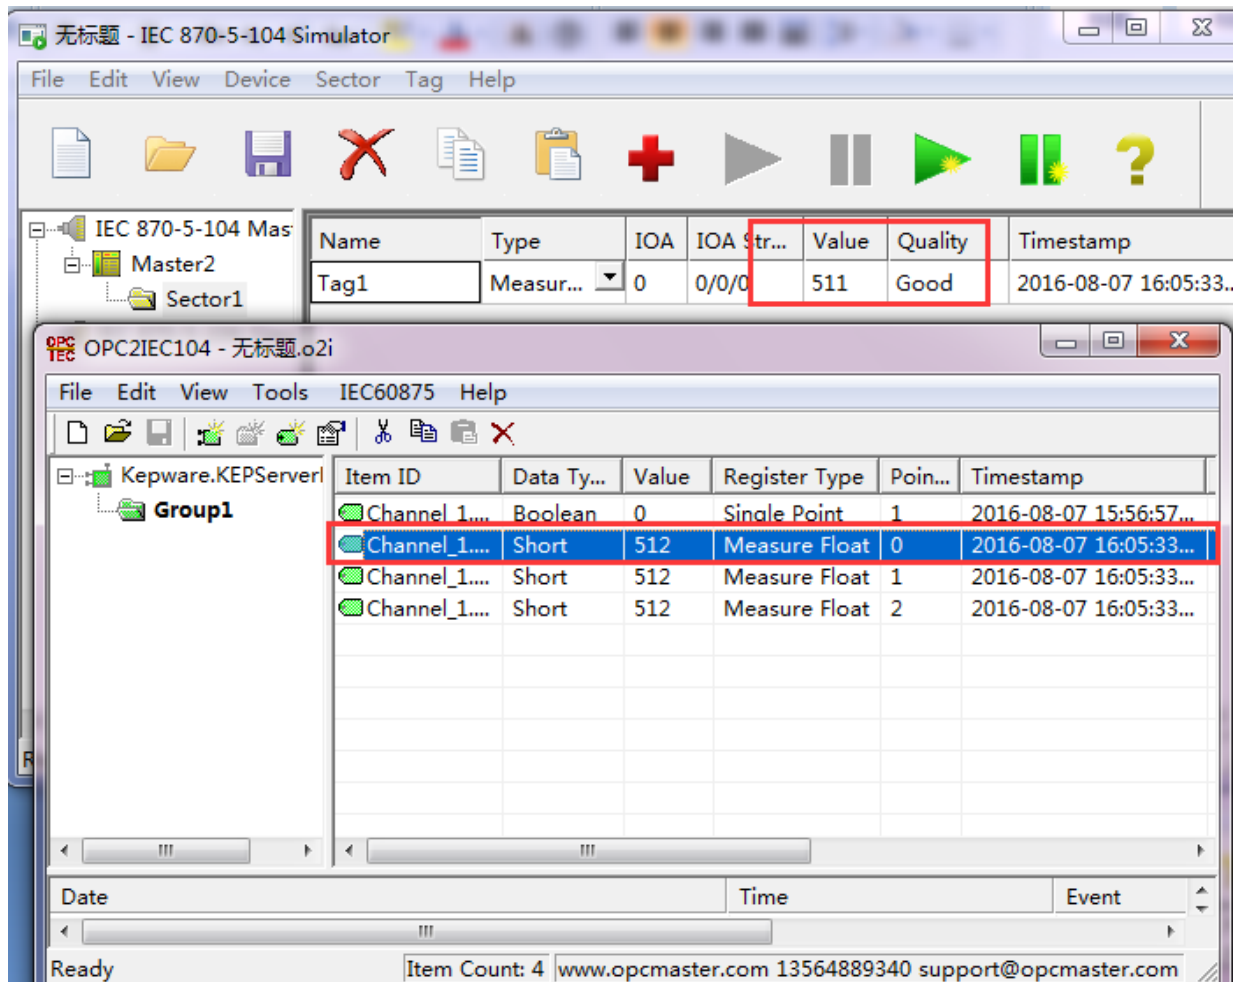 无标题 - IEC 870-5-104 Simulator
File Edit View Device Sector Tag Help
IEC 870-5-104 Mas
Name Type IOA IOA Str... Value Quality Timestamp
Master2
Tag1 Measur... 0 0/0/0 511 Good 2016-08-07 16:05:33..
Sector1
OPC2IEC104 - 无标题.o2i
File Edit View Tools IEC60875 Help
Kepware.KEPServerI
Item ID Data Ty... Value Register Type Poin... Timestamp
Group1
Channel_1.... Boolean 0 Single Point 1 2016-08-07 15:56:57...
Channel_1.... Short 512 Measure Float 0 2016-08-07 16:05:33...
Channel_1.... Short 512 Measure Float 1 2016-08-07 16:05:33...
Channel_1.... Short 512 Measure Float 2 2016-08-07 16:05:33...
Date Time Event
Ready Item Count: 4 www.opcmaster.com 13564889340 support@opcmaster.com